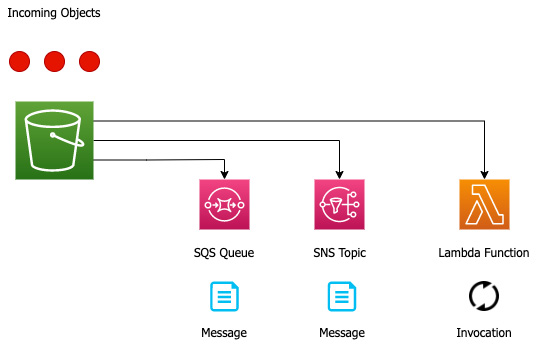 Incoming Objects
SQS Queue
SNS Topic
Lambda Function
Message
Message
Invocation